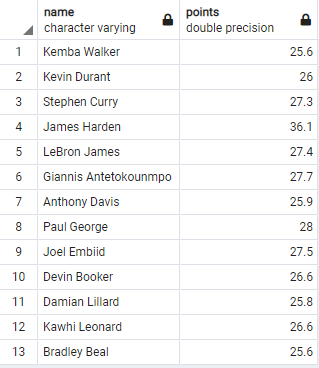 name points
character varying double precision
1 Kemba Walker 25.6
2 Kevin Durant 26
3 Stephen Curry 27.3
4 James Harden 36.1
5 LeBron James 27.4
6 Giannis Antetokounmpo 27.7
7 Anthony Davis 25.9
8 Paul George 28
9 Joel Embiid 27.5
10 Devin Booker 26.6
11 Damian Lillard 25.8
12 Kawhi Leonard 26.6
13 Bradley Beal 25.6